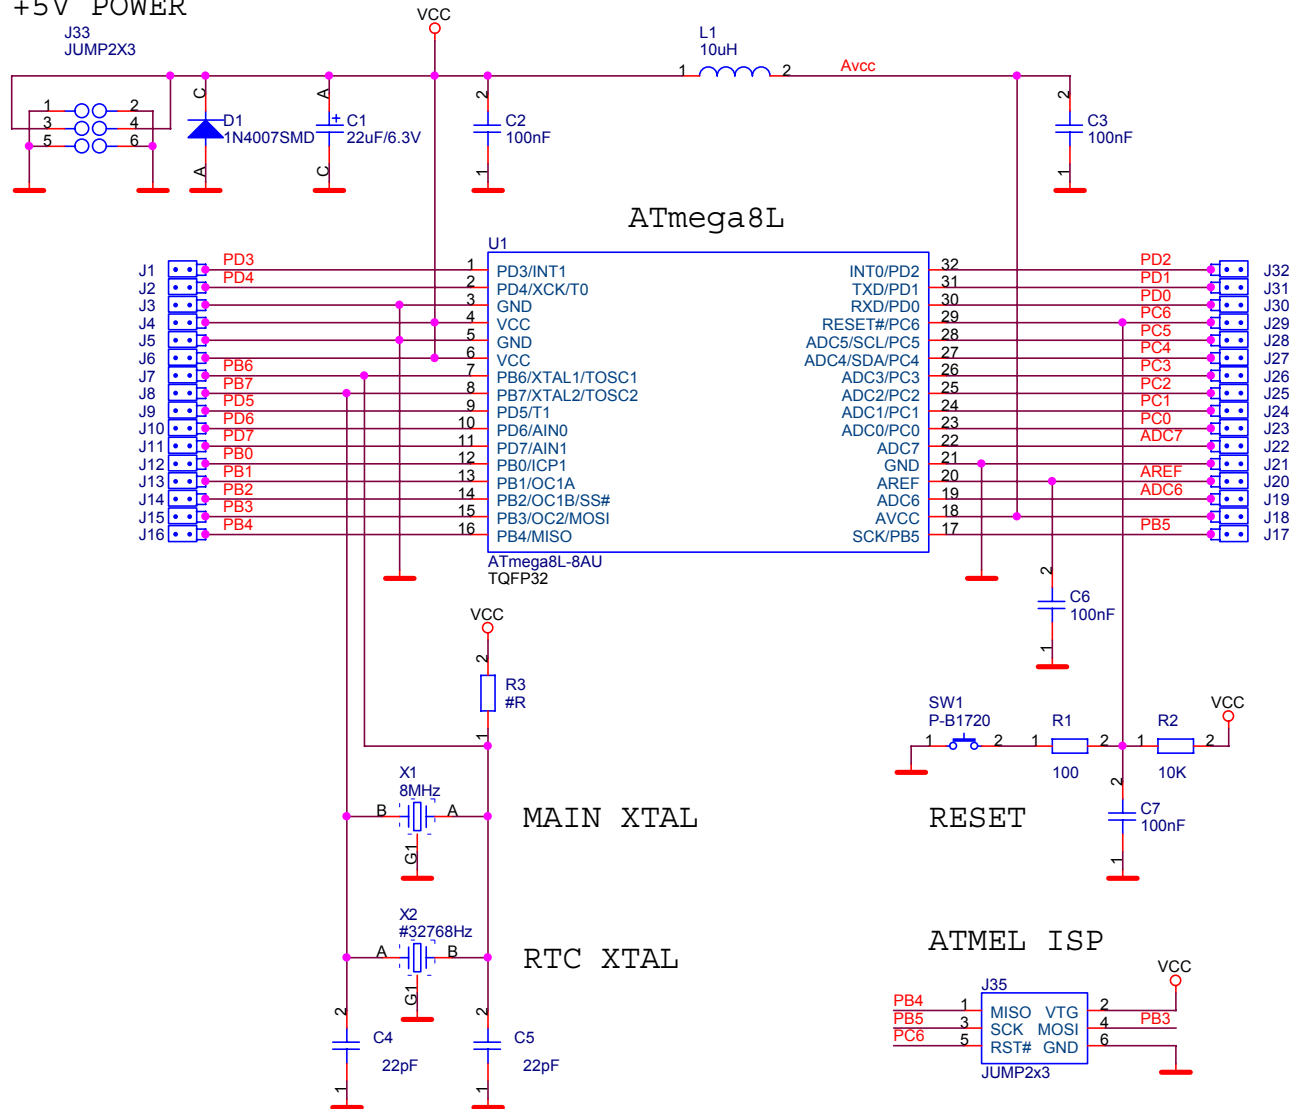 +5V POWER
J33
JUMP2X3
VCC
L1
10uH
1 2 Avcc
C A 2 2
1 2
3 4
5 6
D1
1N4007SMD
+ C1
22uF/6.3V
C2
100nF
C3
100nF
A C 1 1
ATmega8L
U1
J1 PD3 1 PD3/INT1 INT0/PD2 32 PD2 J32
J2 PD4 2 PD4/XCK/T0 TXD/PD1 31 PD1 J31
J3 3 GND RXD/PD0 30 PD0 J30
J4 4 VCC RESET#/PC6 29 PC6 J29
J5 5 GND ADC5/SCL/PC5 28 PC5 J28
J6 6 VCC ADC4/SDA/PC4 27 PC4 J27
J7 PB6 7 PB6/XTAL1/TOSC1 ADC3/PC3 26 PC3 J26
J8 PB7 8 PB7/XTAL2/TOSC2 ADC2/PC2 25 PC2 J25
J9 PD5 9 PD5/T1 ADC1/PC1 24 PC1 J24
J10 PD6 10 PD6/AIN0 ADC0/PC0 23 PC0 J23
J11 PD7 11 PD7/AIN1 ADC7 22 ADC7 J22
J12 PB0 12 PB0/ICP1 GND 21 J21
J13 PB1 13 PB1/OC1A AREF 20 AREF J20
J14 PB2 14 PB2/OC1B/SS# ADC6 19 ADC6 J19
J15 PB3 15 PB3/OC2/MOSI AVCC 18 J18
J16 PB4 16 PB4/MISO SCK/PB5 17 PB5 J17
ATmega8L-8AU
TQFP32
2
C6
100nF
1
VCC
2
R3
#R
1
SW1
P-B1720
1 2
R1
1 2
100
R2
1 2
10K
VCC
RESET
2
C7
100nF
1
X1
8MHz
B A
G1
MAIN XTAL
X2
#32768Hz
A B
G1
RTC XTAL
2
C4
22pF
1
2
C5
22pF
1
ATMEL ISP
VCC
J35
PB4 1 MISO VTG 2
PB5 3 SCK MOSI 4 PB3
PC6 5 RST# GND 6
JUMP2x3